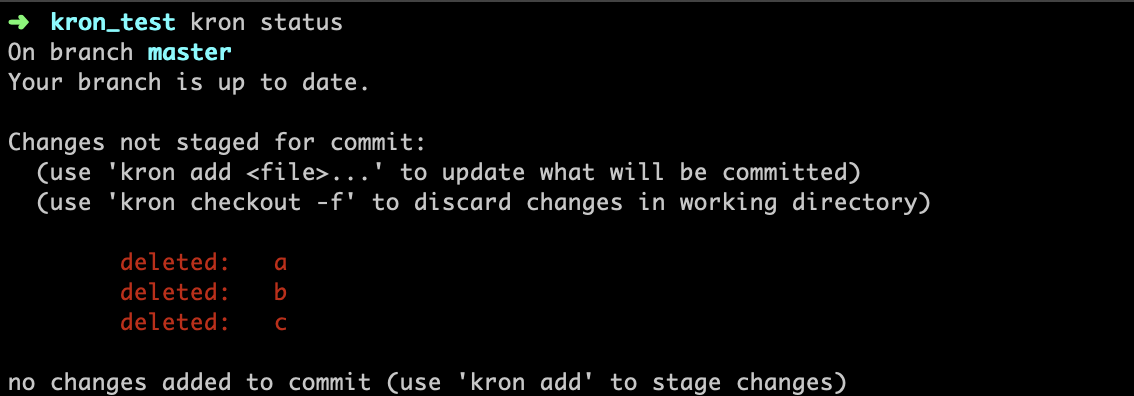 ➜  kron_test kron status
On branch master
Your branch is up to date.

Changes not staged for commit:
  (use 'kron add <file>...' to update what will be committed)
  (use 'kron checkout -f' to discard changes in working directory)

        deleted:   a
        deleted:   b
        deleted:   c

no changes added to commit (use 'kron add' to stage changes)